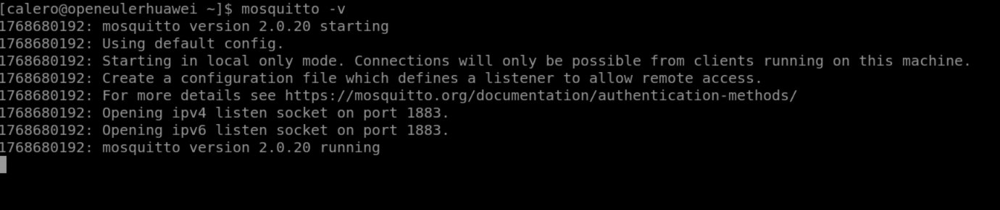 [calero@openeulerhuawei ~]$ mosquitto -v
1768680192: mosquitto version 2.0.20 starting
1768680192: Using default config.
1768680192: Starting in local only mode. Connections will only be possible from clients running on this machine.
1768680192: Create a configuration file which defines a listener to allow remote access.
1768680192: For more details see https://mosquitto.org/documentation/authentication-methods/
1768680192: Opening ipv4 listen socket on port 1883.
1768680192: Opening ipv6 listen socket on port 1883.
1768680192: mosquitto version 2.0.20 running